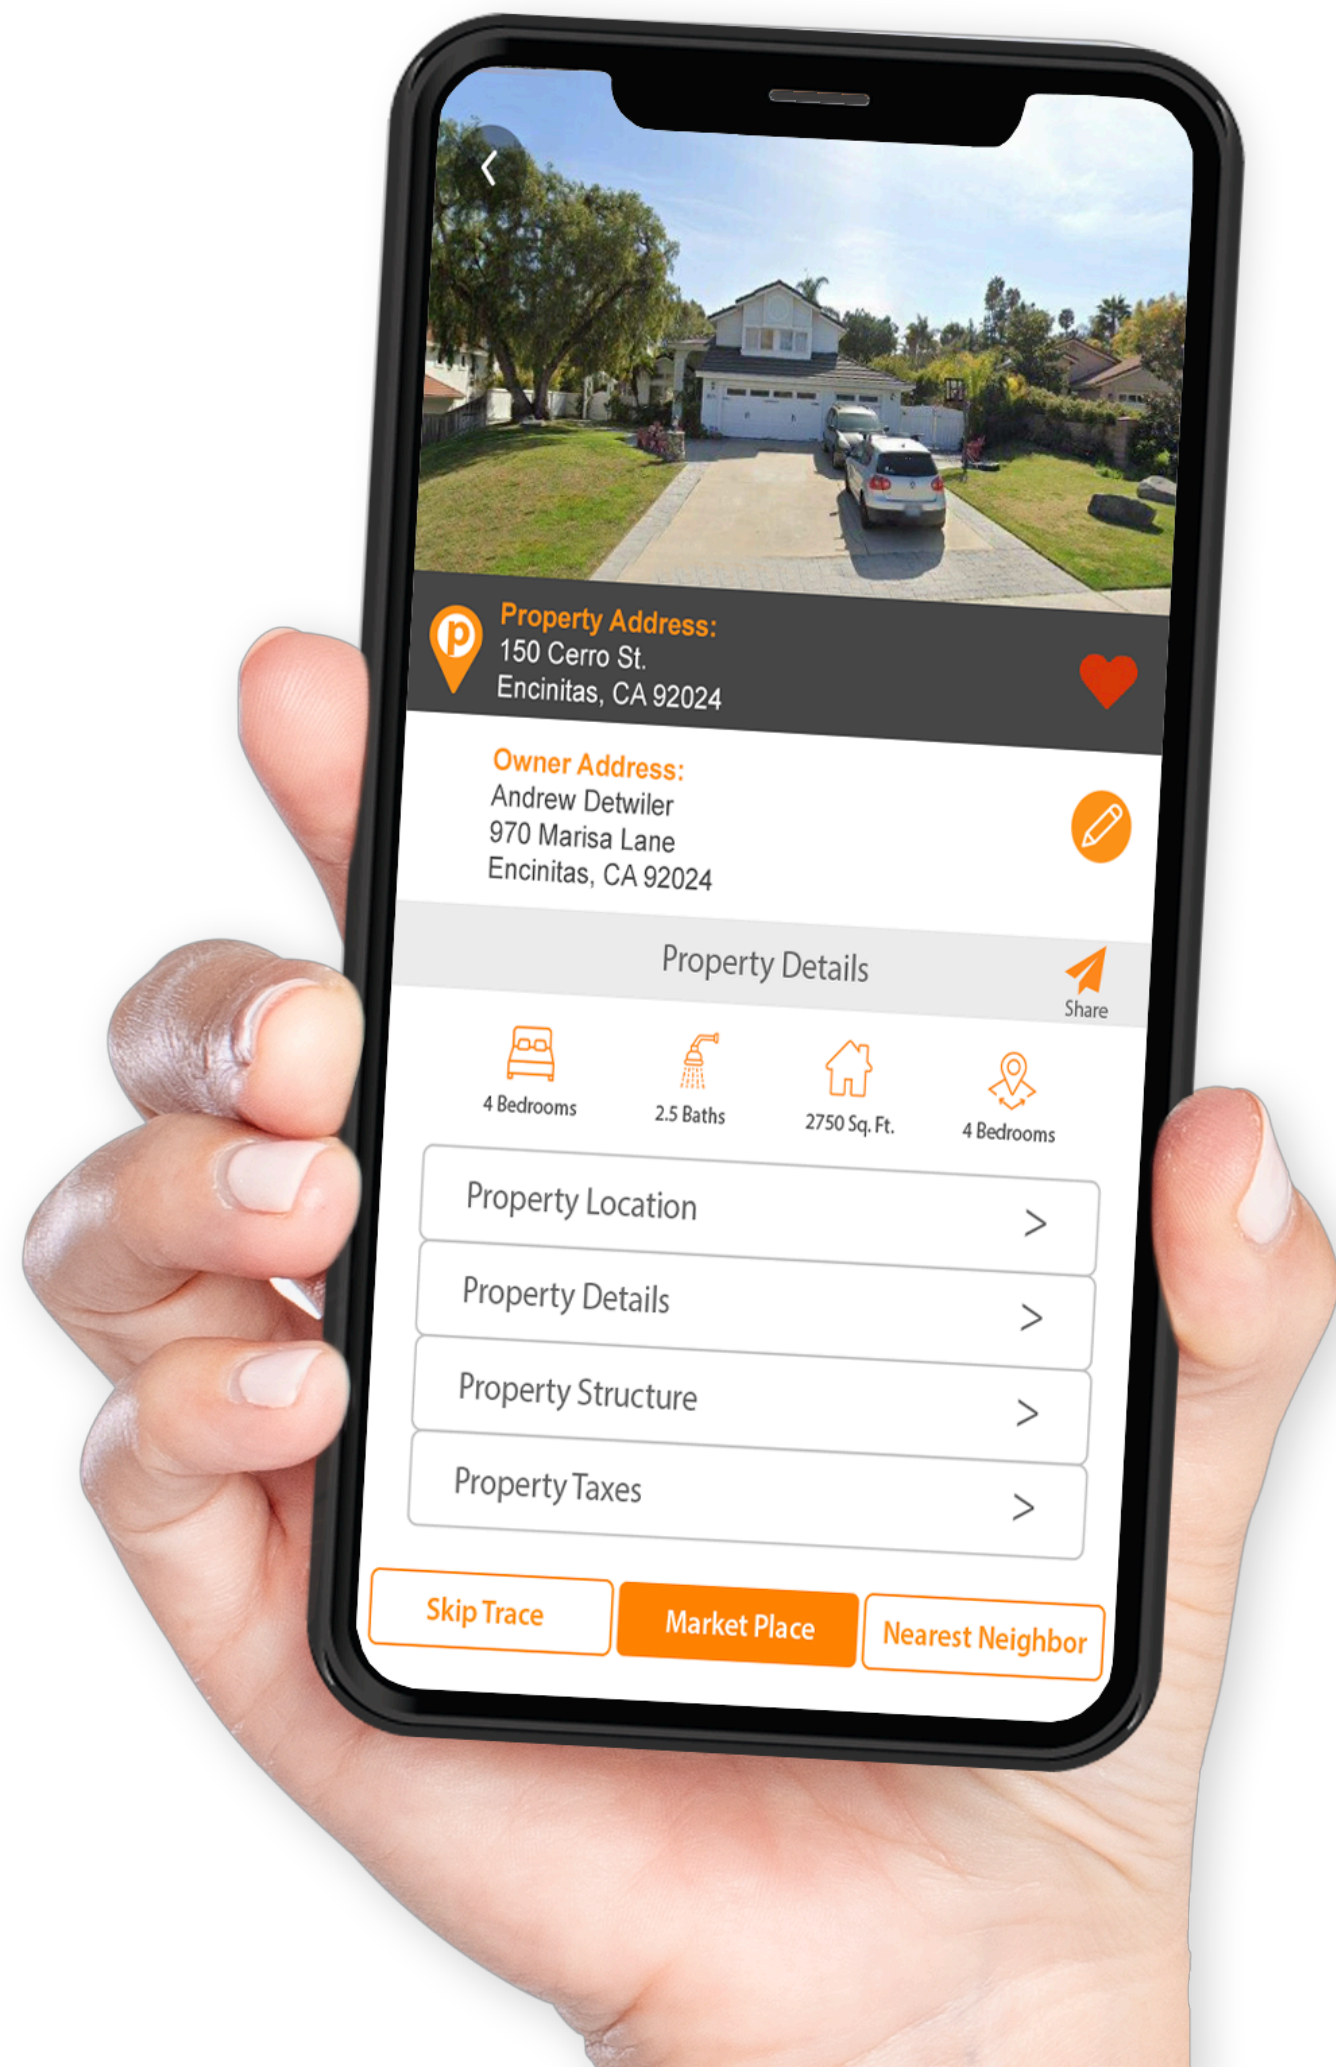 p
Property Address:
150 Cerro St.
Encinitas, CA 92024
Owner Address:
Andrew Detwiler
970 Marisa Lane
Encinitas, CA 92024
Property Details
Share
4 Bedrooms
2.5 Baths
2750 Sq. Ft.
4 Bedrooms
Property Location >
Property Details >
Property Structure >
Property Taxes >
Skip Trace
Market Place
Nearest Neighbor